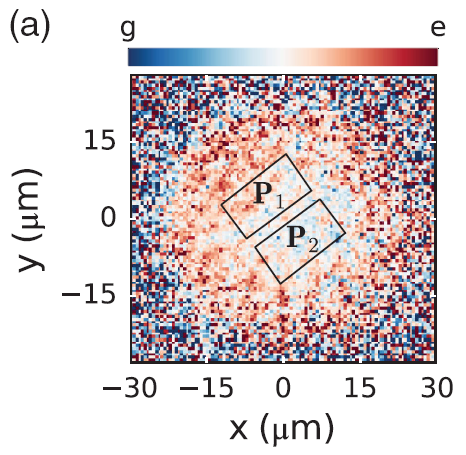 (a)
g e
15
0
−15
y (μm)
P₁
P₂
−30 −15 0 15 30
x (μm)